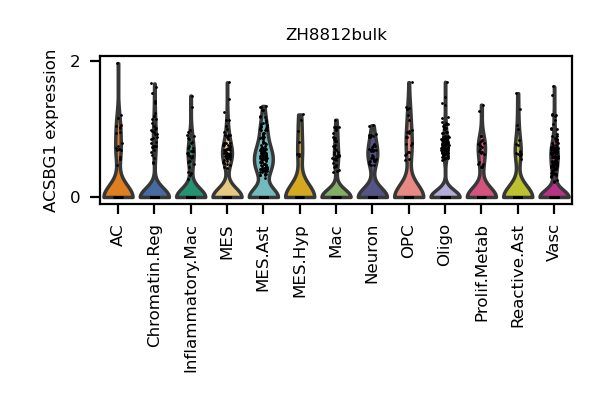 ZH8812bulk
ACSBG1 expression
2
0
AC
Chromatin.Reg
Inflammatory.Mac
MES
MES.Ast
MES.Hyp
Mac
Neuron
OPC
Oligo
Prolif.Metab
Reactive.Ast
Vasc